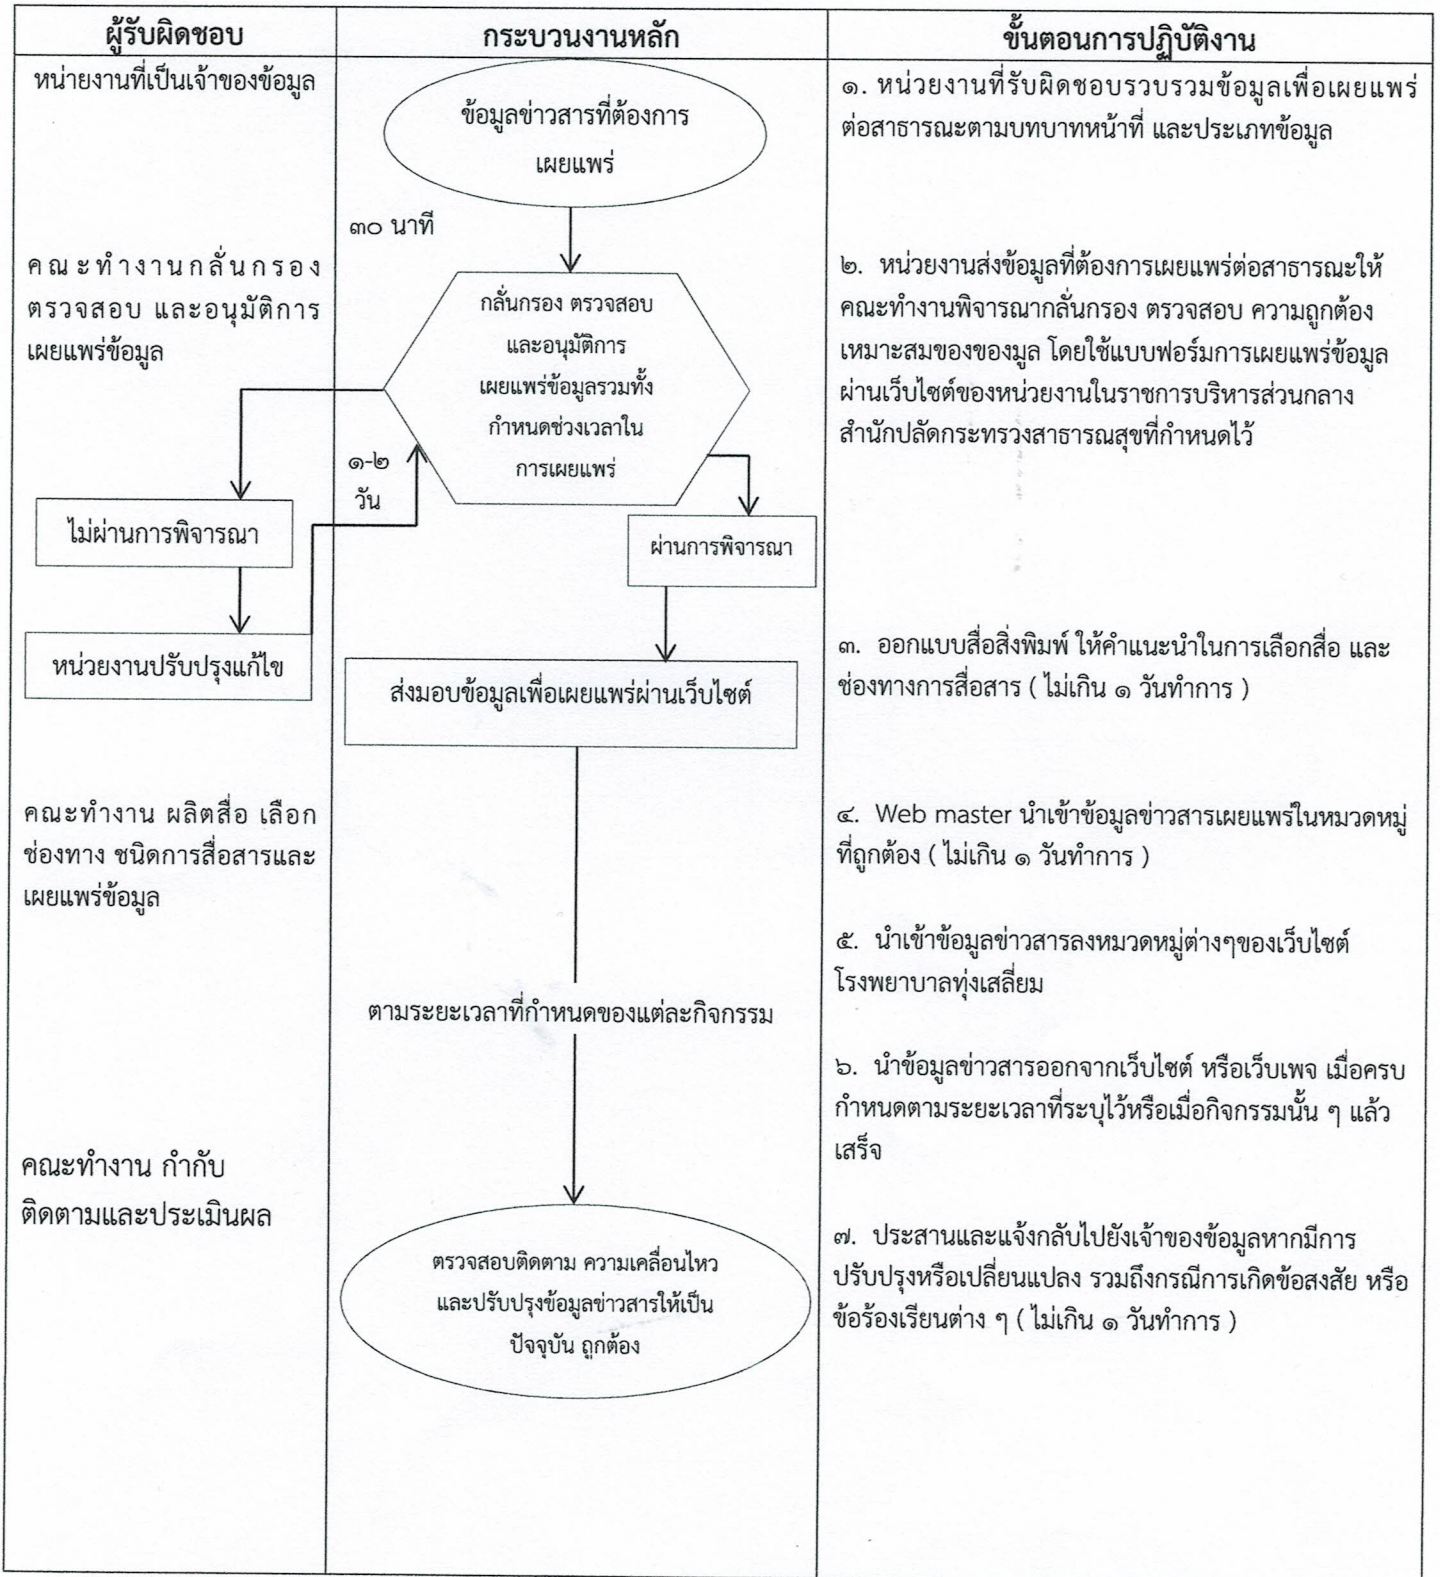 ผู้รับผิดชอบ
กระบวนงานหลัก
ขั้นตอนการปฏิบัติงาน
หน่ายงานที่เป็นเจ้าของข้อมูล
ข้อมูลข่าวสารที่ต้องการ
เผยแพร่
๑. หน่วยงานที่รับผิดชอบรวบรวมข้อมูลเพื่อเผยแพร่
ต่อสาธารณะตามบทบาทหน้าที่ และประเภทข้อมูล
๓๐ นาที
คณะทำงานกลั่นกรอง
ตรวจสอบ และอนุมัติการ
เผยแพร่ข้อมูล
กลั่นกรอง ตรวจสอบ
และอนุมัติการ
เผยแพร่ข้อมูลรวมทั้ง
กำหนดช่วงเวลาใน
การเผยแพร่
๒. หน่วยงานส่งข้อมูลที่ต้องการเผยแพร่ต่อสาธารณะให้
คณะทำงานพิจารณากลั่นกรอง ตรวจสอบ ความถูกต้อง
เหมาะสมของของมูล โดยใช้แบบฟอร์มการเผยแพร่ข้อมูล
ผ่านเว็บไซต์ของหน่วยงานในราชการบริหารส่วนกลาง
สำนักปลัดกระทรวงสาธารณสุขที่กำหนดไว้
๑-๒
วัน
ไม่ผ่านการพิจารณา
ผ่านการพิจารณา
หน่วยงานปรับปรุงแก้ไข
ส่งมอบข้อมูลเพื่อเผยแพร่ผ่านเว็บไซต์
๓. ออกแบบสื่อสิ่งพิมพ์ ให้คำแนะนำในการเลือกสื่อ และ
ช่องทางการสื่อสาร ( ไม่เกิน ๑ วันทำการ )
คณะทำงาน ผลิตสื่อ เลือก
ช่องทาง ชนิดการสื่อสารและ
เผยแพร่ข้อมูล
๔. Web master นำเข้าข้อมูลข่าวสารเผยแพร่ในหมวดหมู่
ที่ถูกต้อง ( ไม่เกิน ๑ วันทำการ )
๕. นำเข้าข้อมูลข่าวสารลงหมวดหมู่ต่างๆของเว็บไซต์
โรงพยาบาลทุ่งเสลี่ยม
ตามระยะเวลาที่กำหนดของแต่ละกิจกรรม
๖. นำข้อมูลข่าวสารออกจากเว็บไซต์ หรือเว็บเพจ เมื่อครบ
กำหนดตามระยะเวลาที่ระบุไว้หรือเมื่อกิจกรรมนั้น ๆ แล้ว
เสร็จ
คณะทำงาน กำกับ
ติดตามและประเมินผล
ตรวจสอบติดตาม ความเคลื่อนไหว
และปรับปรุงข้อมูลข่าวสารให้เป็น
ปัจจุบัน ถูกต้อง
๗. ประสานและแจ้งกลับไปยังเจ้าของข้อมูลหากมีการ
ปรับปรุงหรือเปลี่ยนแปลง รวมถึงกรณีการเกิดข้อสงสัย หรือ
ข้อร้องเรียนต่าง ๆ ( ไม่เกิน ๑ วันทำการ )